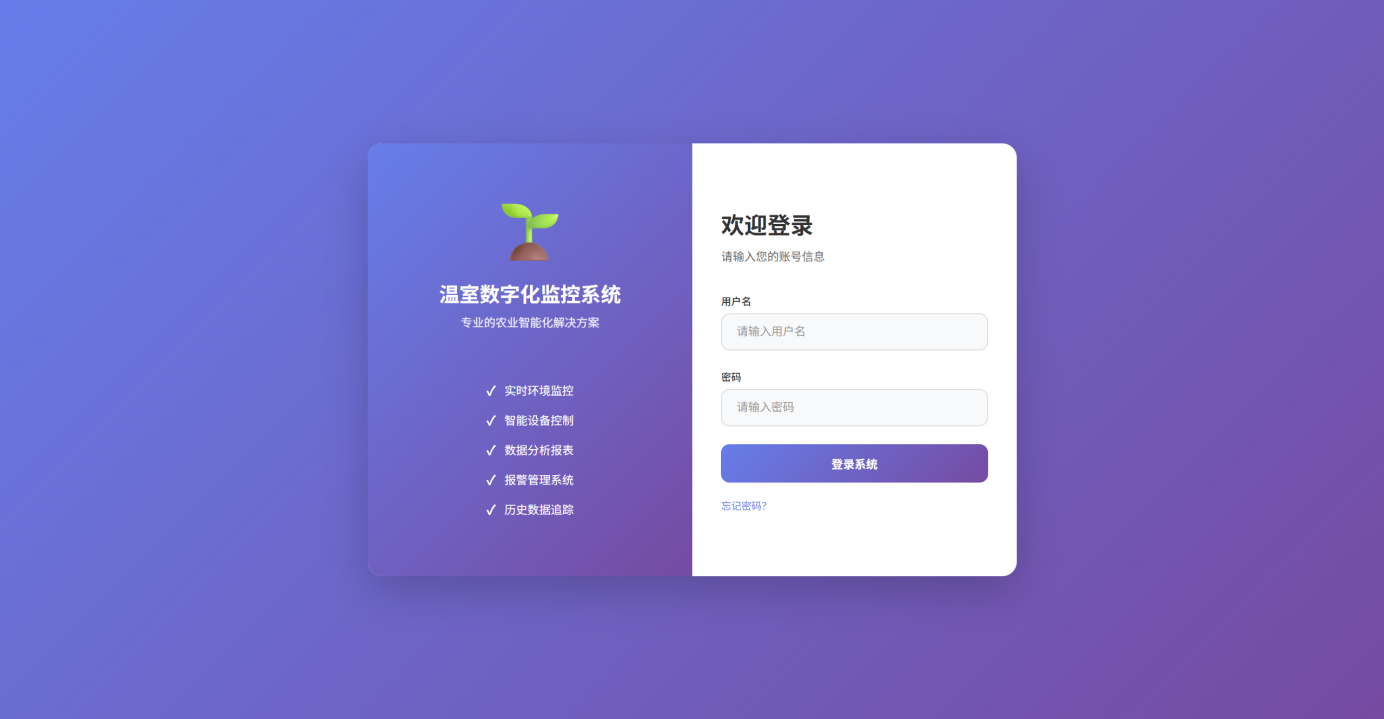 温室数字化监控系统
专业的农业智能化解决方案
✓ 实时环境监控
✓ 智能设备控制
✓ 数据分析报表
✓ 报警管理系统
✓ 历史数据追踪
欢迎登录
请输入您的账号信息
用户名
请输入用户名
密码
请输入密码
登录系统
忘记密码?